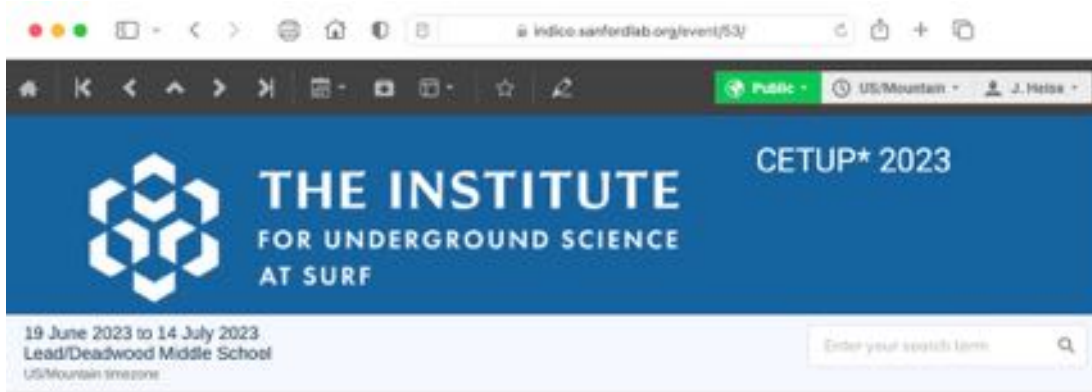 indico.sanfordlab.org/event/53/
Public
US/Mountain
J. Heise
CETUP* 2023
THE INSTITUTE
FOR UNDERGROUND SCIENCE
AT SURF
19 June 2023 to 14 July 2023
Lead/Deadwood Middle School
US/Mountain timezone
Enter your search term